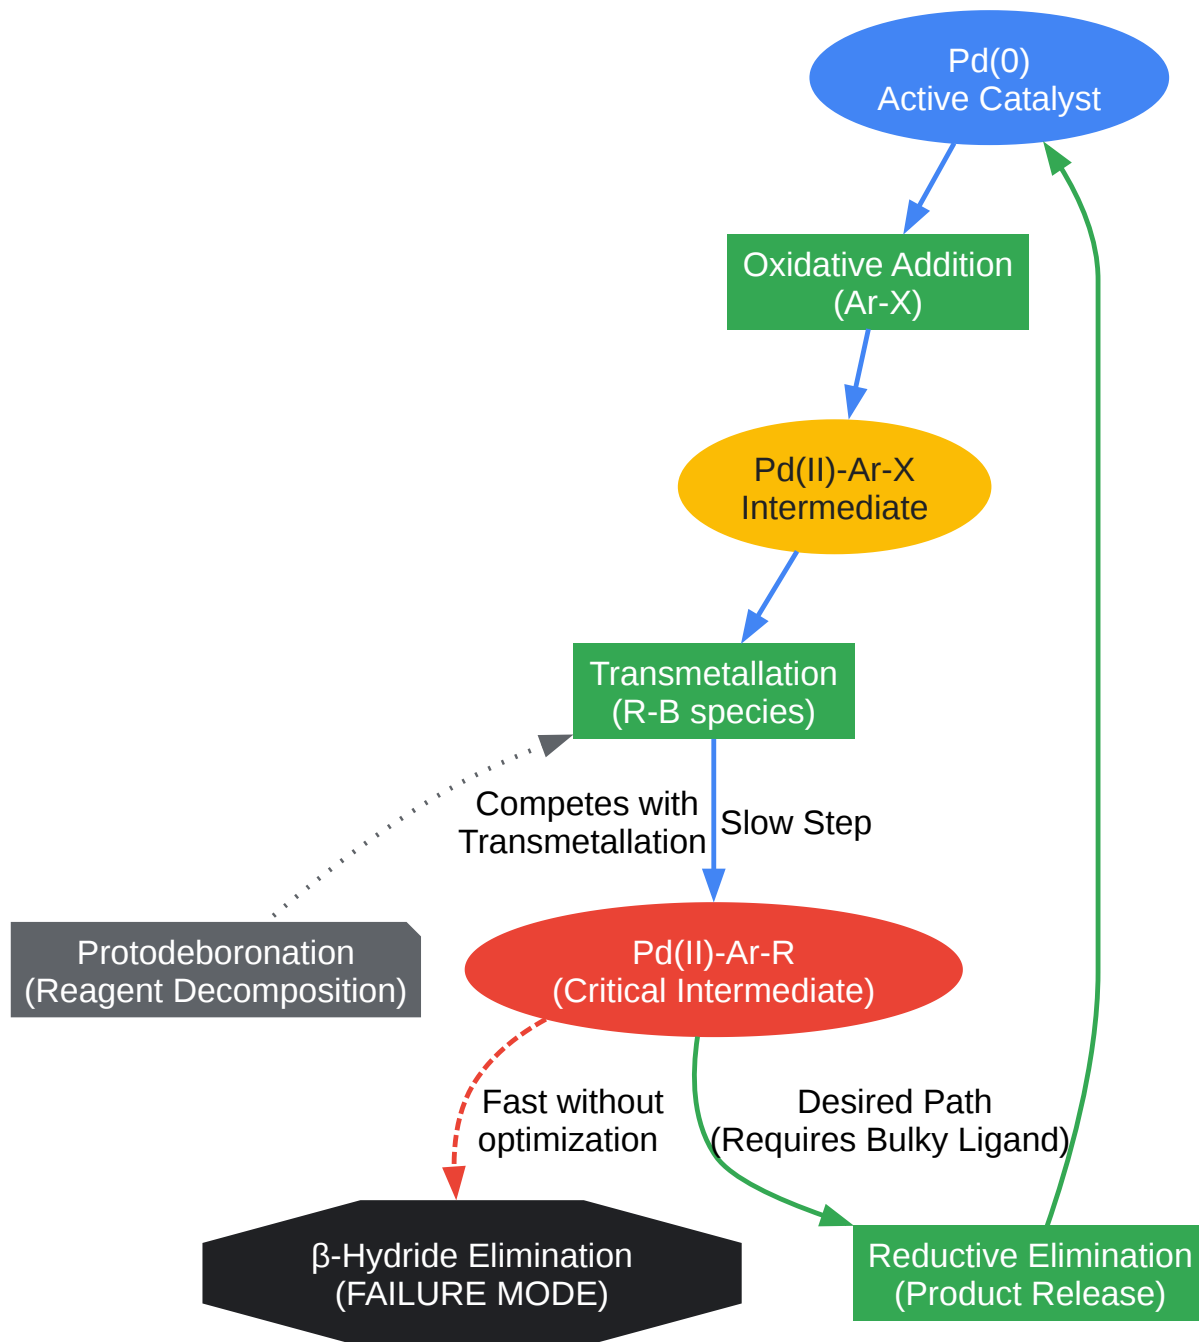 Pd(0)
Active Catalyst
Oxidative Addition
(Ar-X)
Pd(II)-Ar-X
Intermediate
Transmetallation
(R-B species)
Competes with
Transmetallation
Slow Step
Protodeboronation
(Reagent Decomposition)
Pd(II)-Ar-R
(Critical Intermediate)
Fast without
optimization
Desired Path
(Requires Bulky Ligand)
β-Hydride Elimination
(FAILURE MODE)
Reductive Elimination
(Product Release)